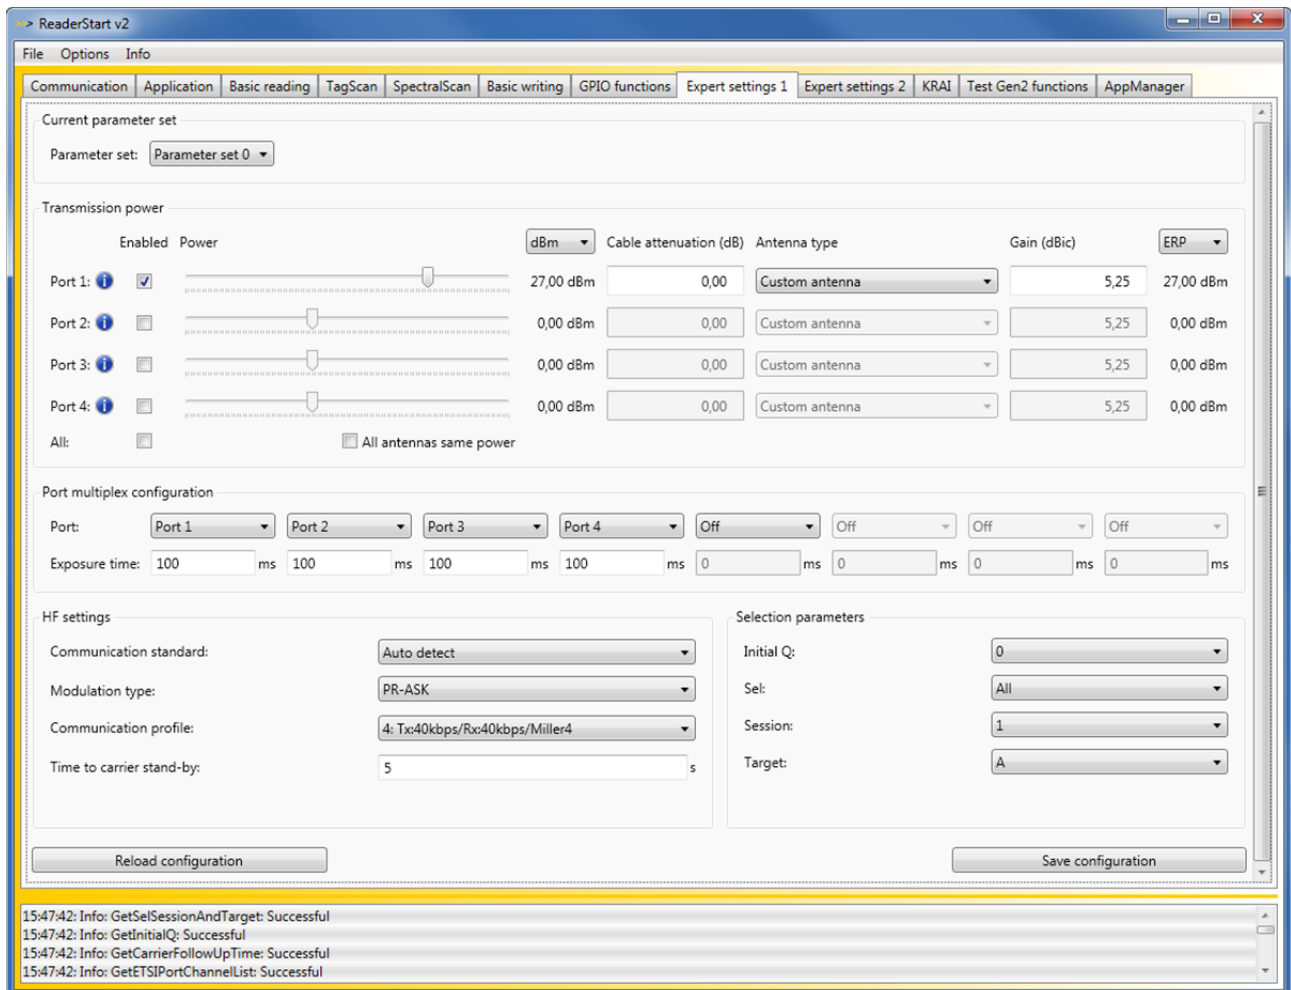 >> ReaderStart v2
File Options Info
Communication Application Basic reading TagScan SpectralScan Basic writing GPIO functions Expert settings 1 Expert settings 2 KRAI Test Gen2 functions AppManager
Current parameter set
Parameter set: Parameter set 0
Transmission power
Enabled Power dBm Cable attenuation (dB) Antenna type Gain (dBic) ERP
Port 1: 27,00 dBm 0,00 Custom antenna 5,25 27,00 dBm
Port 2: 0,00 dBm 0,00 Custom antenna 5,25 0,00 dBm
Port 3: 0,00 dBm 0,00 Custom antenna 5,25 0,00 dBm
Port 4: 0,00 dBm 0,00 Custom antenna 5,25 0,00 dBm
All: All antennas same power
Port multiplex configuration
Port: Port 1 Port 2 Port 3 Port 4 Off Off Off Off
Exposure time: 100 ms 100 ms 100 ms 100 ms 0 ms 0 ms 0 ms 0 ms
HF settings
Communication standard: Auto detect
Modulation type: PR-ASK
Communication profile: 4: Tx:40kbps/Rx:40kbps/Miller4
Time to carrier stand-by: 5 s
Selection parameters
Initial Q: 0
Sel: All
Session: 1
Target: A
Reload configuration Save configuration
15:47:42: Info: GetSelSessionAndTarget: Successful
15:47:42: Info: GetInitialQ: Successful
15:47:42: Info: GetCarrierFollowUpTime: Successful
15:47:42: Info: GetETSIPortChannelList: Successful